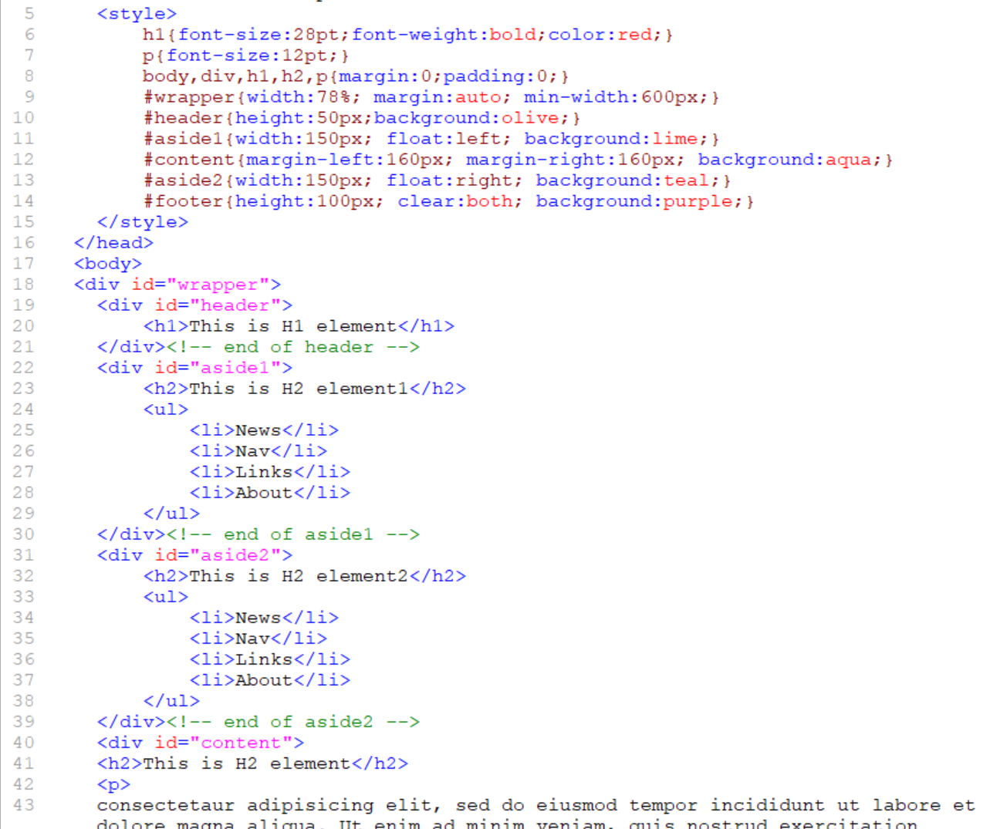 5 <style>
6 h1{font-size:28pt;font-weight:bold;color:red;}
7 p{font-size:12pt;}
8 body,div,h1,h2,p{margin:0;padding:0;}
9 #wrapper{width:78%; margin:auto; min-width:600px;}
10 #header{height:50px;background:olive;}
11 #aside1{width:150px; float:left; background:lime;}
12 #content{margin-left:160px; margin-right:160px; background:aqua;}
13 #aside2{width:150px; float:right; background:teal;}
14 #footer{height:100px; clear:both; background:purple;}
15 </style>
16 </head>
17 <body>
18 <div id="wrapper">
19 <div id="header">
20 <h1>This is H1 element</h1>
21 </div><!-- end of header -->
22 <div id="aside1">
23 <h2>This is H2 element1</h2>
24 <ul>
25 <li>News</li>
26 <li>Nav</li>
27 <li>Links</li>
28 <li>About</li>
29 </ul>
30 </div><!-- end of aside1 -->
31 <div id="aside2">
32 <h2>This is H2 element2</h2>
33 <ul>
34 <li>News</li>
35 <li>Nav</li>
36 <li>Links</li>
37 <li>About</li>
38 </ul>
39 </div><!-- end of aside2 -->
40 <div id="content">
41 <h2>This is H2 element</h2>
42 <p>
43 consectetaur adipisicing elit, sed do eiusmod tempor incididunt ut labore et
dolore magna aliqua. Ut enim ad minim veniam, quis nostrud exercitation